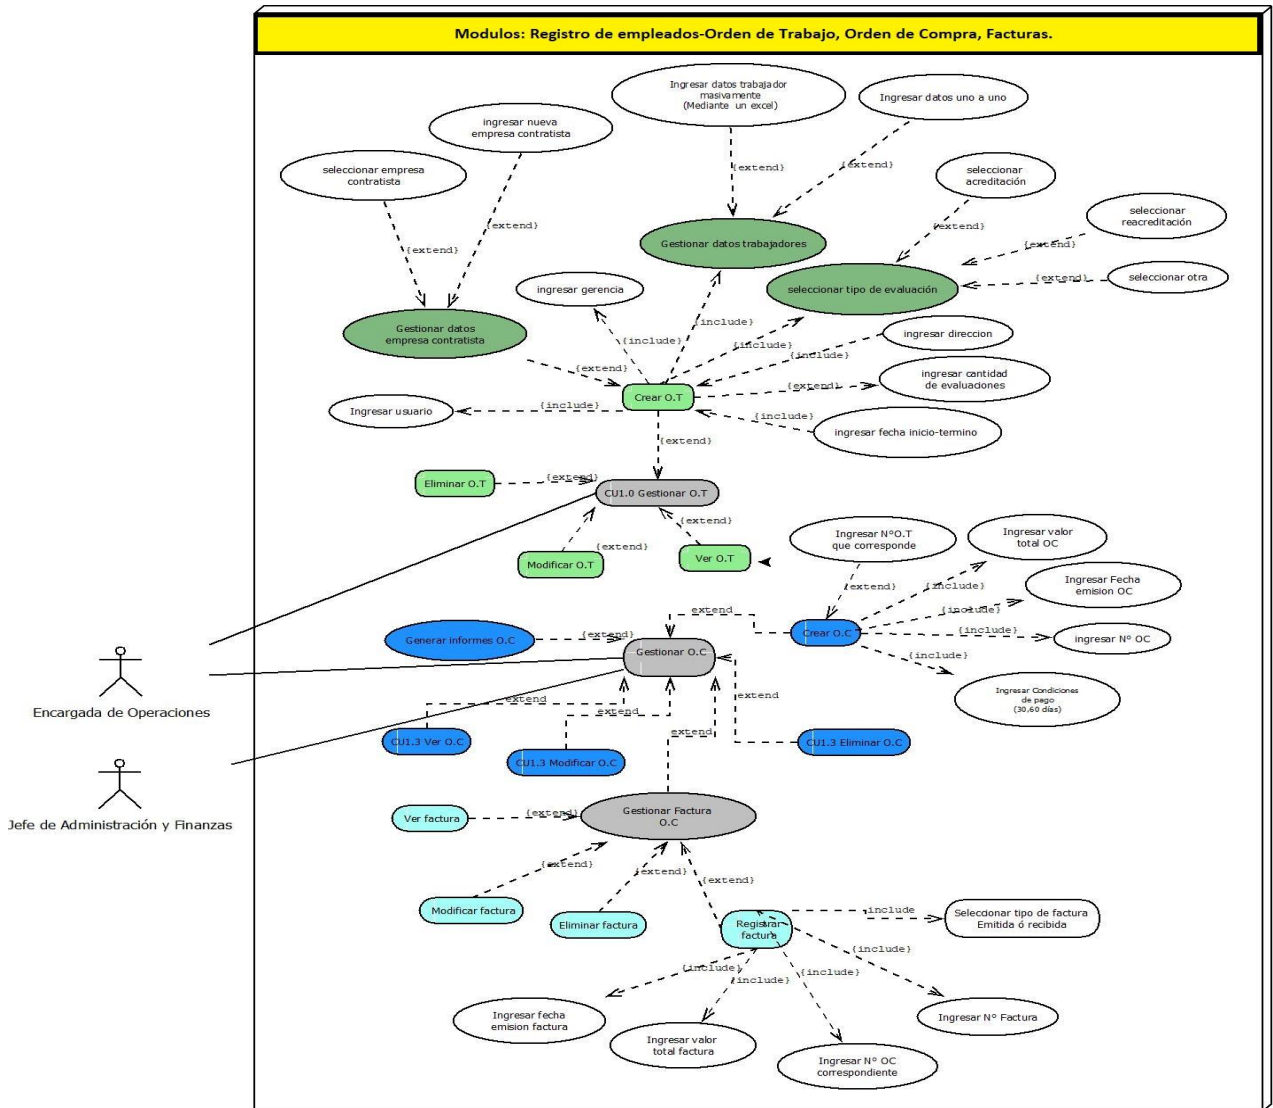 Modulos: Registro de empleados-Orden de Trabajo, Orden de Compra, Facturas.
Ingresar datos trabajador
masivamente
(Mediante un excel)
Ingresar datos uno a uno
ingresar nueva
empresa contratista
seleccionar empresa
contratista
{extend}
{extend}
seleccionar
acreditación
seleccionar
reacreditación
{extend}
{extend}
{extend}
{extend}
Gestionar datos trabajadores
{extend}
seleccionar otra
ingresar gerencia
seleccionar tipo de evaluación
{extend}
Gestionar datos
empresa contratista
{include}
{include}
{include}
ingresar direccion
{include}
{extend}
ingresar cantidad
de evaluaciones
{extend}
Crear O.T
Ingresar usuario
{include}
{include}
ingresar fecha inicio-termino
{extend}
Eliminar O.T
{extend}
CU1.0 Gestionar O.T
{extend}
{extend}
Modificar O.T
Ver O.T
Ingresar NºO.T
que corresponde
Ingresar valor
total OC
{extend}
{include}
Ingresar Fecha
emision OC
{include}
extend
Crear O.C
{include}
ingresar Nº OC
{include}
Ingresar Condiciones
de pago
(30,60 días)
Generar informes O.C
{extend}
Gestionar O.C
Encargada de Operaciones
extend
extend
extend
extend
CU1.3 Ver O.C
CU1.3 Modificar O.C
CU1.3 Eliminar O.C
Jefe de Administración y Finanzas
Ver factura
{extend}
Gestionar Factura
O.C
{extend}
{extend}
{extend}
Modificar factura
Eliminar factura
Registrar
factura
include
Seleccionar tipo de factura
Emitida ó recibida
{include}
{include}
{include}
{include}
Ingresar fecha
emision factura
Ingresar valor
total factura
Ingresar Nº OC
correspondiente
Ingresar Nº Factura